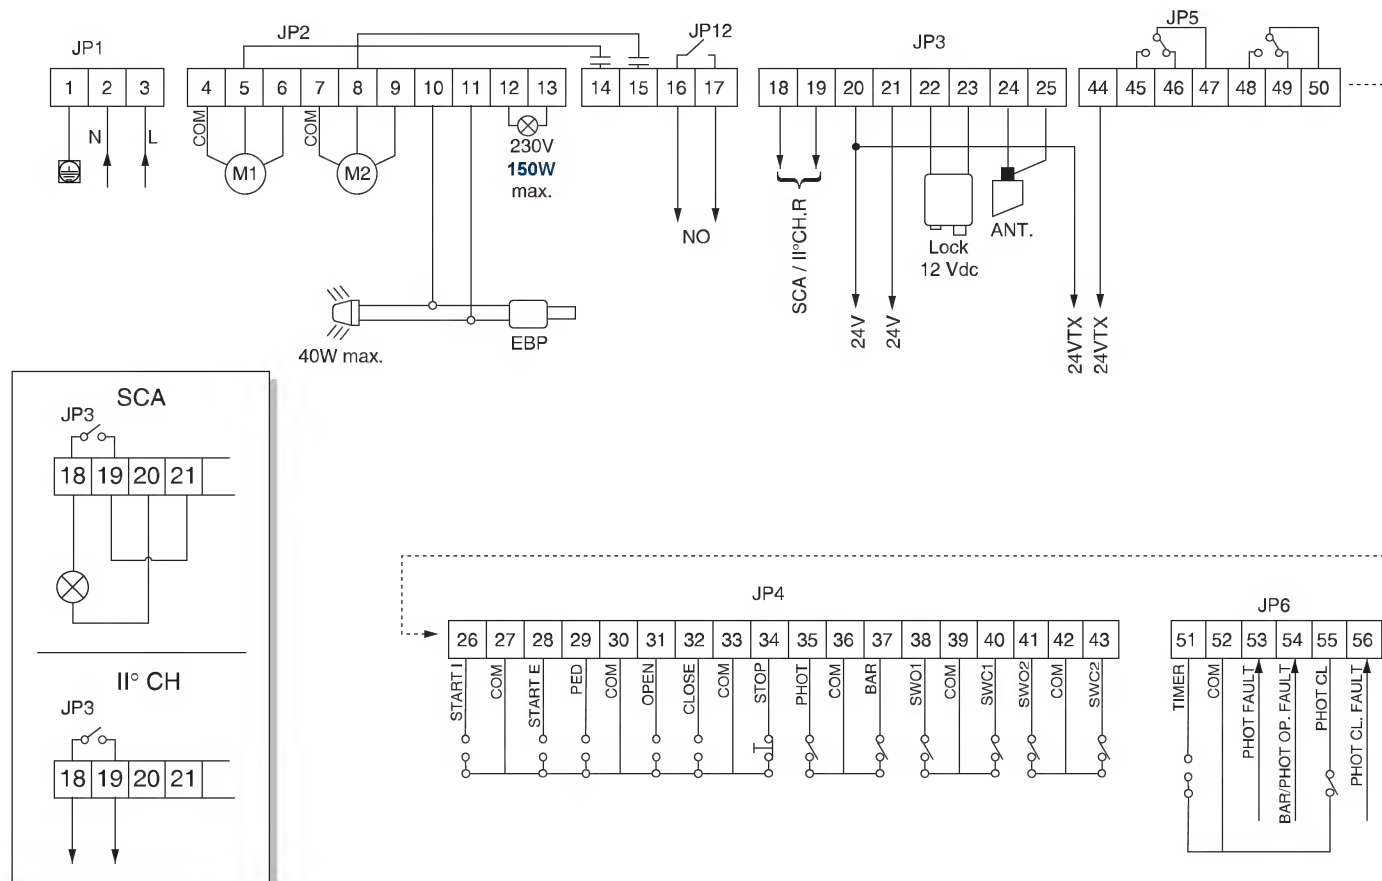 JP1
JP2
JP12
JP3
JP5
1 2 3
4 5 6 7 8 9 10 11 12 13
14 15 16 17
18 19 20 21 22 23 24 25
44 45 46 47 48 49 50
N
L
COM
M1
COM
M2
230V
150W
max.
NO
SCA / II°CH.R
24V
24V
Lock
12 Vdc
ANT.
24VTX
24VTX
40W max.
EBP
SCA
JP3
18 19 20 21
II° CH
JP3
18 19 20 21
JP4
26 27 28 29 30 31 32 33 34 35 36 37 38 39 40 41 42 43
START I
COM
START E
PED
COM
OPEN
CLOSE
COM
STOP
PHOT
COM
BAR
SWO1
COM
SWC1
SWO2
COM
SWC2
JP6
51 52 53 54 55 56
TIMER
COM
PHOT FAULT
BAR/PHOT OP. FAULT
PHOT CL
PHOT CL. FAULT